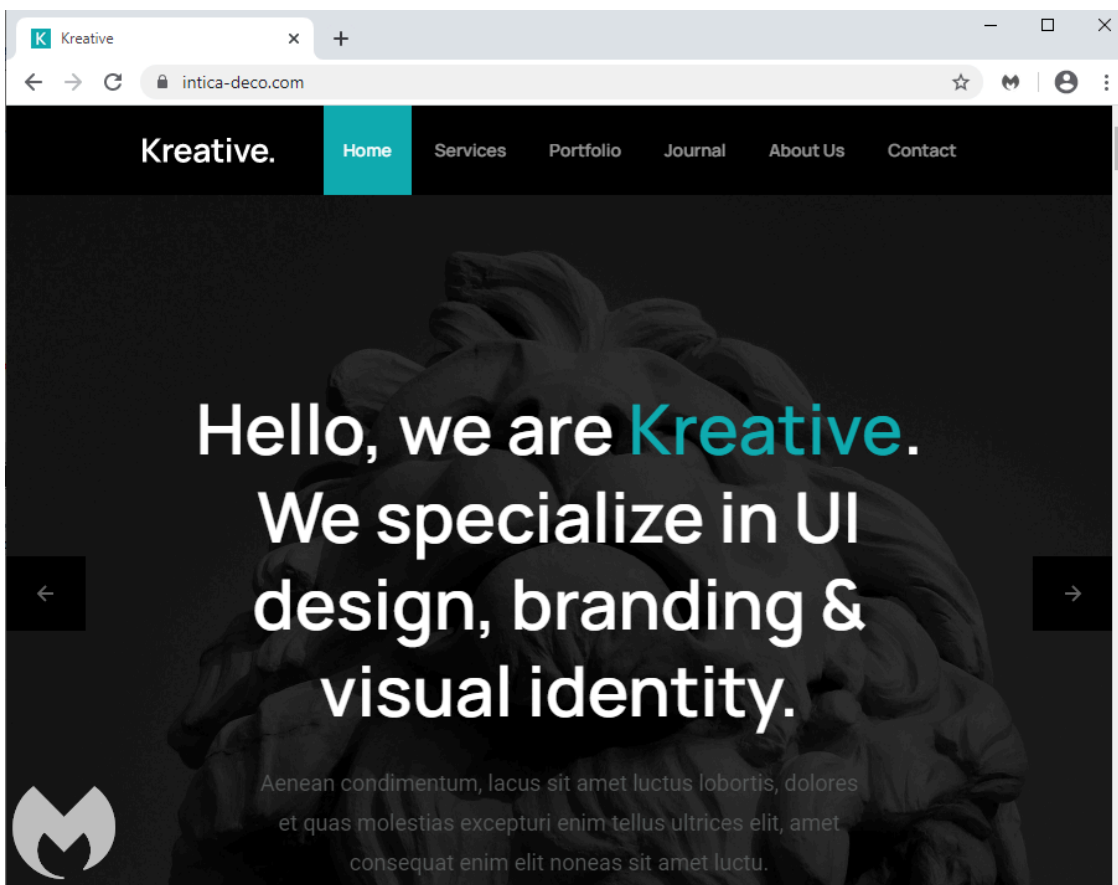 K Kreative
intica-deco.com
Kreative.
Home Services Portfolio Journal About Us Contact
Hello, we are Kreative.
We specialize in UI
design, branding &
visual identity.
Aenean condimentum, lacus sit amet luctus lobortis, dolores
et quas molestias excepturi enim tellus ultrices elit, amet
consequat enim elit noneas sit amet luctu.